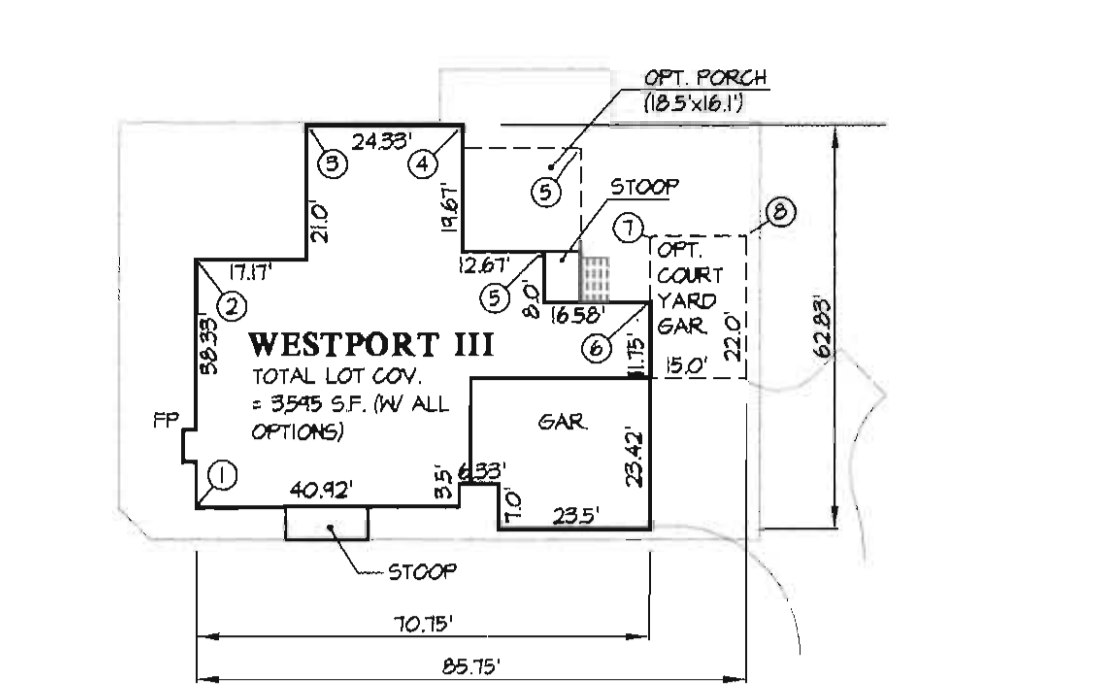 OPT. PORCH
(18.5'x16.1')
24.33'
3
4
5
STOOP
7
8
21.0'
19.67'
12.67'
17.17'
2
5
8.0'
16.58'
OPT.
COURT
YARD
GAR.
22.0'
15.0'
62.83'
38.33'
6
11.75'
WESTPORT III
TOTAL LOT COV.
= 3,595 S.F. (W/ ALL
OPTIONS)
FP
GAR.
1
40.92'
3.5'
6.33'
7.0'
23.42'
23.5'
STOOP
70.75'
85.75'